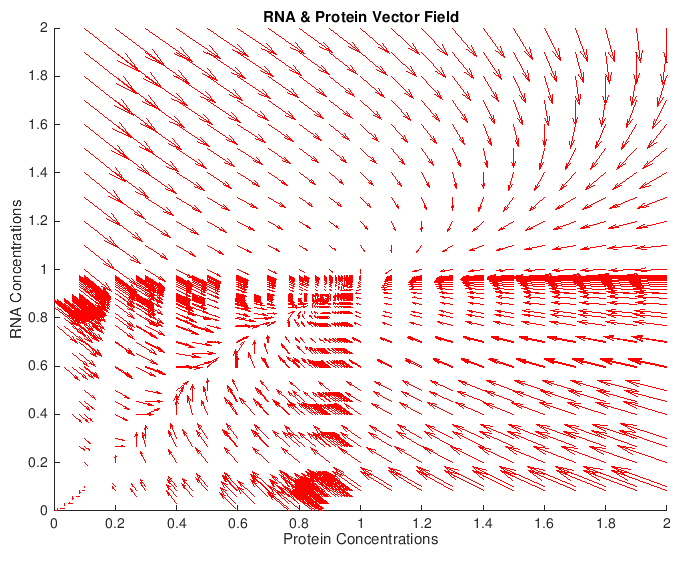 RNA & Protein Vector Field
RNA Concentrations
2
1.8
1.6
1.4
1.2
1
0.8
0.6
0.4
0.2
0
0 0.2 0.4 0.6 0.8 1 1.2 1.4 1.6 1.8 2
Protein Concentrations